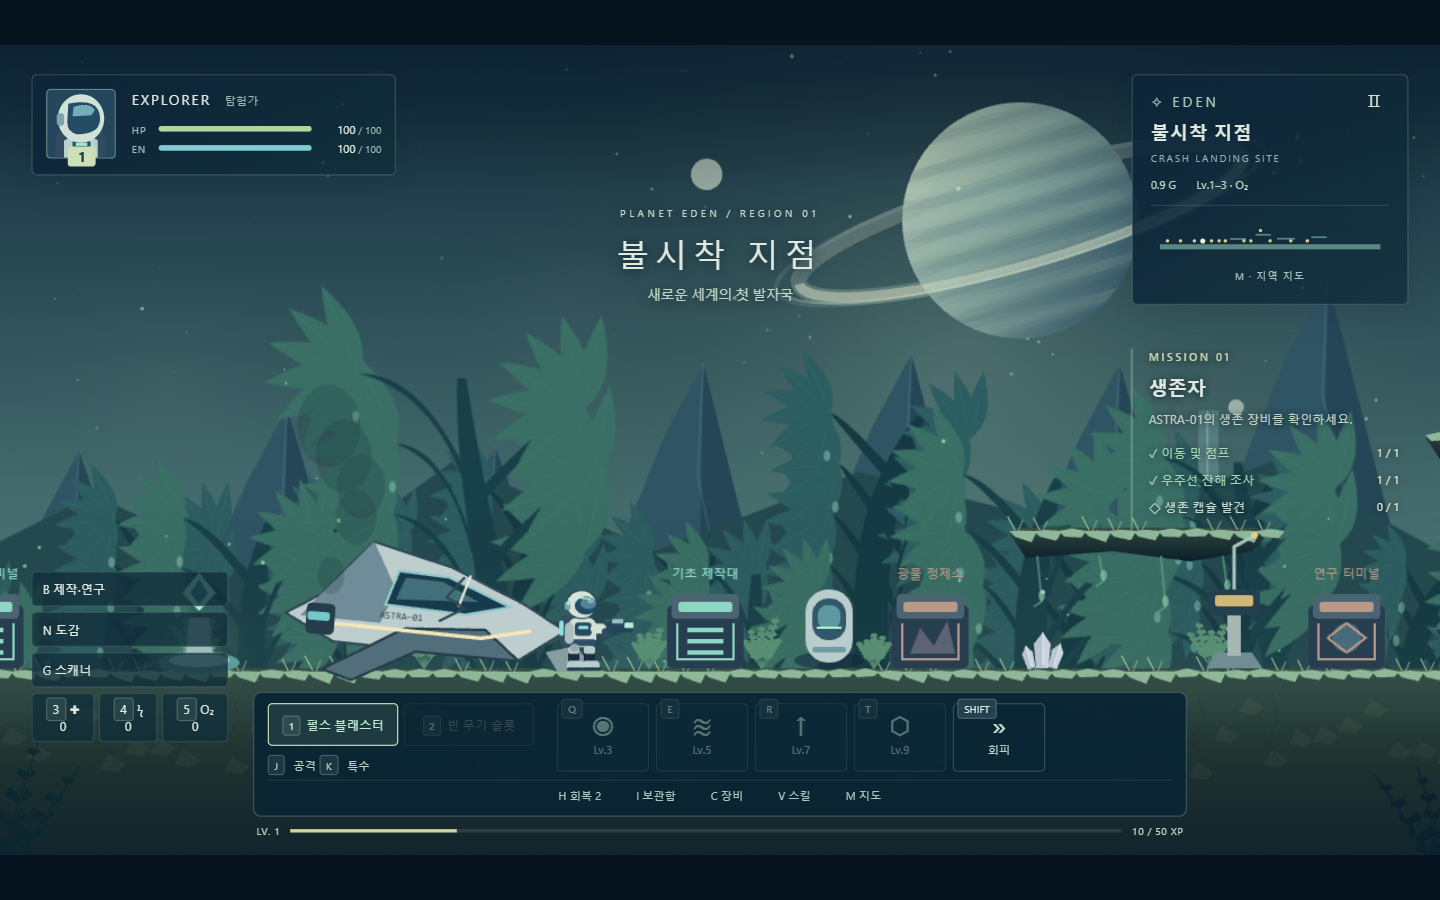 EXPLORER 탐험가
HP 100 / 100
EN 100 / 100
1
✧ EDEN II
불시착 지점
CRASH LANDING SITE
0.9 G Lv.1–3 · O₂
M · 지역 지도
PLANET EDEN / REGION 01
불시착 지점
새로운 세계의 첫 발자국
MISSION 01
생존자
ASTRA-01의 생존 장비를 확인하세요.
✓ 이동 및 점프 1 / 1
✓ 우주선 잔해 조사 1 / 1
◇ 생존 캡슐 발견 0 / 1
기초 제작대
광물 정제소
연구 터미널
ASTRA-01
B 제작·연구
N 도감
G 스캐너
3 ✚ 0
4 0
5 O₂ 0
1 펄스 블래스터
2 빈 무기 슬롯
J 공격 K 특수
Q Lv.3
E Lv.5
R Lv.7
T Lv.9
SHIFT 회피
H 회복 2 I 보관함 C 장비 V 스킬 M 지도
LV. 1 10 / 50 XP